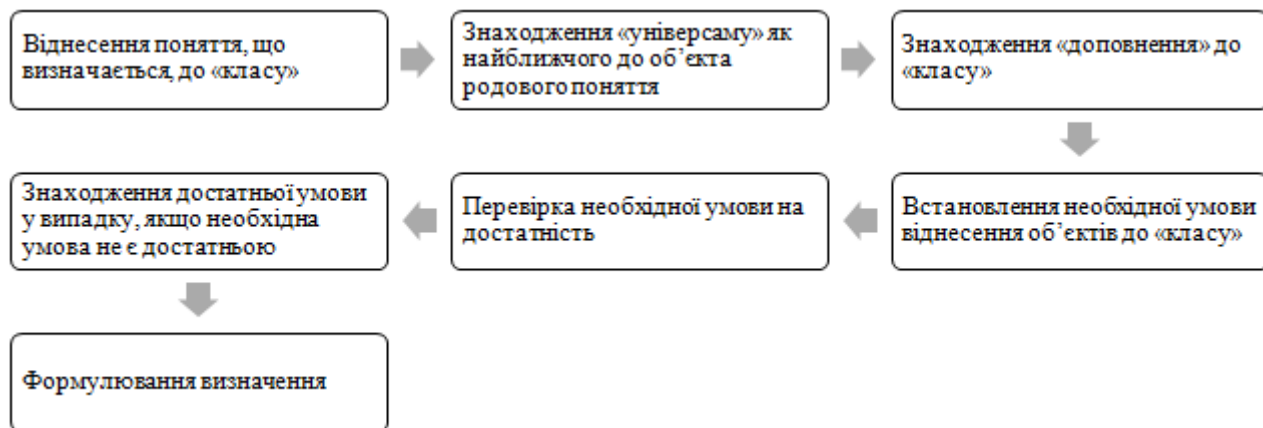 Віднесення поняття, що
визначається, до «класу»
Знаходження «універсаму» як
найближчого до об’єкта
родового поняття
Знаходження «доповнення» до
«класу»
Встановлення необхідної умови
віднесення об’єктів до «класу»
Перевірка необхідної умови на
достатність
Знаходження достатньої умови
у випадку, якщо необхідна
умова не є достатньою
Формулювання визначення